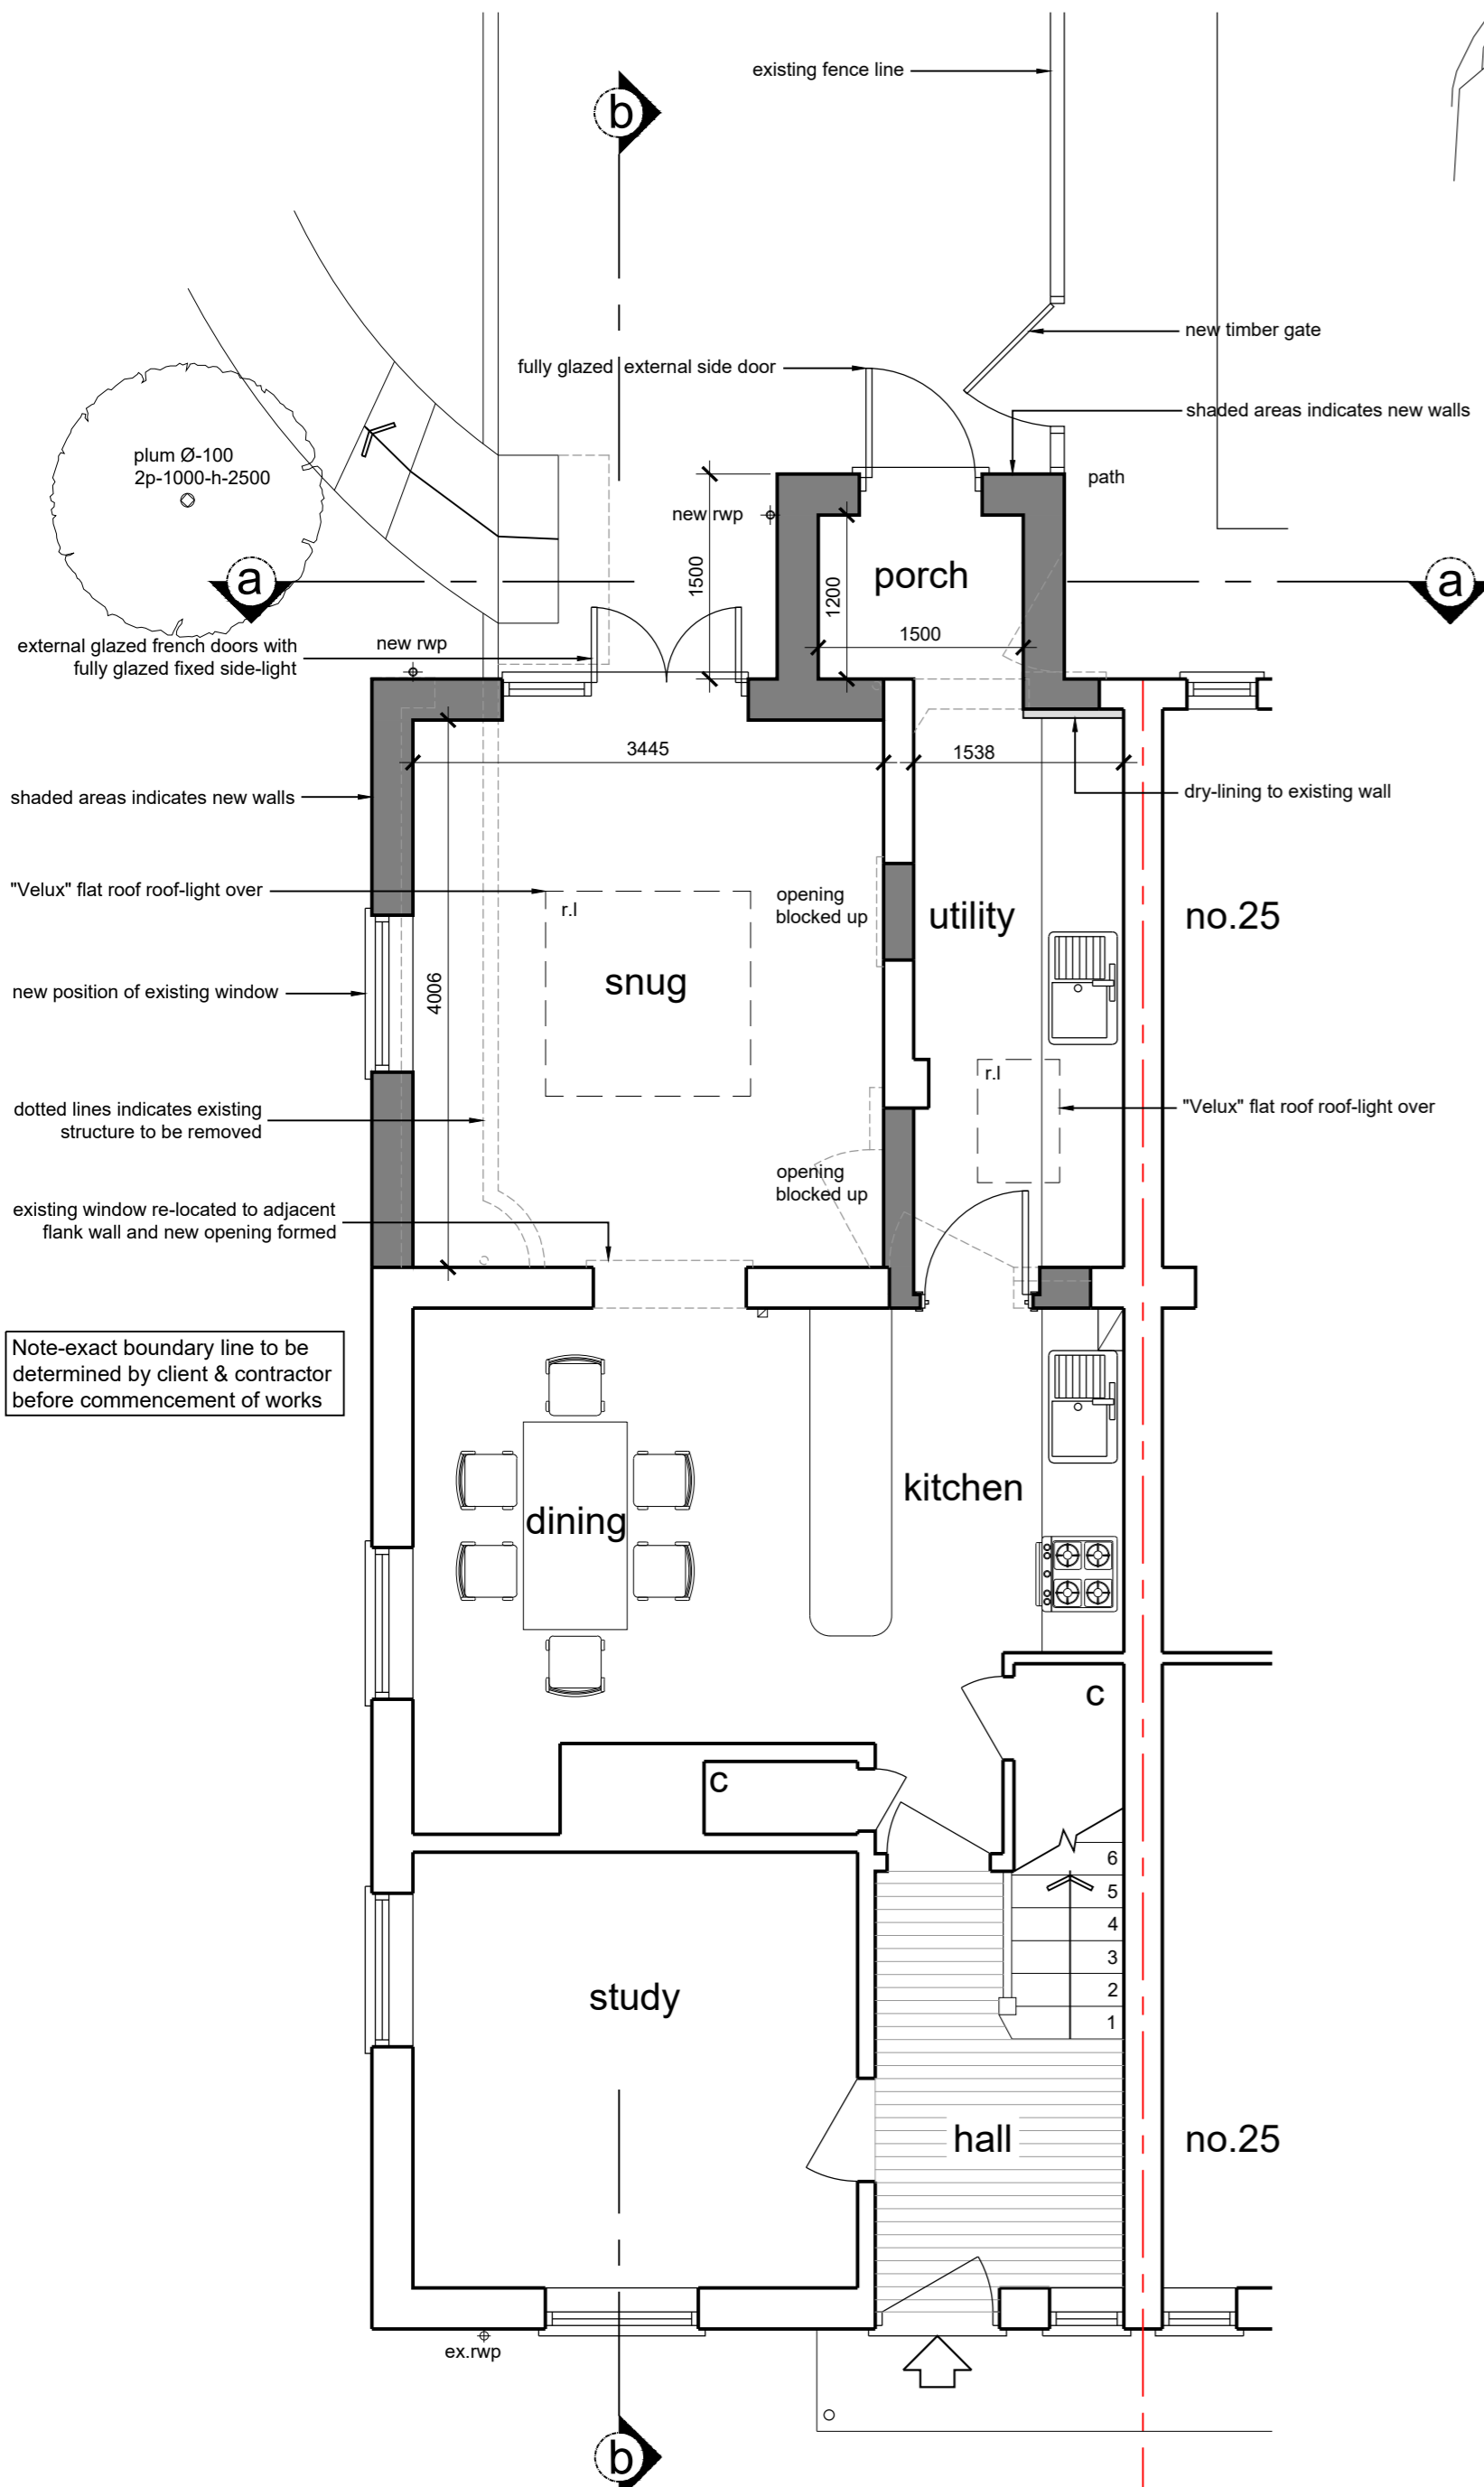 existing fence line
b
new timber gate
fully glazed external side door
shaded areas indicates new walls
plum Ø-100
2p-1000-h-2500
path
new rwp
1500
porch
1200
1500
a
a
external glazed french doors with
fully glazed fixed side-light
new rwp
3445
1538
shaded areas indicates new walls
dry-lining to existing wall
"Velux" flat roof roof-light over
r.l
opening
blocked up
utility
no.25
snug
4006
new position of existing window
r.l
dotted lines indicates existing
structure to be removed
"Velux" flat roof roof-light over
opening
blocked up
existing window re-located to adjacent
flank wall and new opening formed
Note-exact boundary line to be
determined by client & contractor
before commencement of works
kitchen
dining
c
c
6
5
4
3
2
1
study
hall
no.25
ex.rwp
b